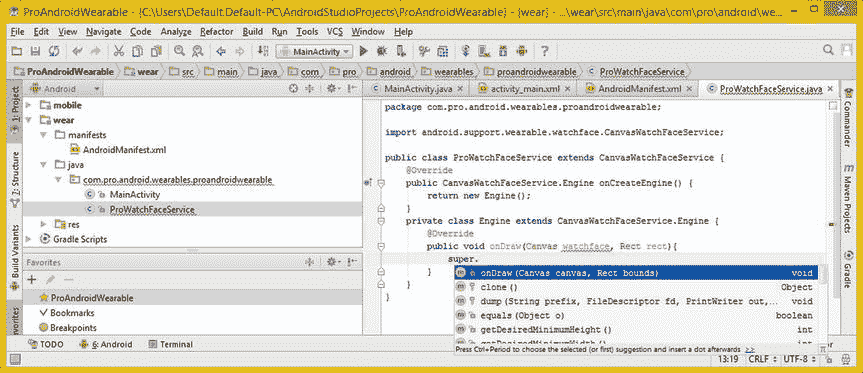 ProAndroidWearable - [C:\Users\Default.Default-PC\AndroidStudioProjects\ProAndroidWearable] - [wear] - ...\wear\src\main\java\com\pro\android\we...
File Edit View Navigate Code Analyze Refactor Build Run Tools VCS Window Help
MainActivity
ProAndroidWearable wear src main java com pro android wearables proandroidwearable ProWatchFaceService
Android MainActivity.java activity_main.xml AndroidManifest.xml ProWatchFaceService.java
1: Project
7: Structure
Build Variants
Favorites
mobile
wear
manifests
AndroidManifest.xml
java
com.pro.android.wearables.proandroidwearable
MainActivity
ProWatchFaceService
res
Gradle Scripts
Favorites
ProAndroidWearable
Bookmarks
Breakpoints
package com.pro.android.wearables.proandroidwearable;
import android.support.wearable.watchface.CanvasWatchFaceService;
public class ProWatchFaceService extends CanvasWatchFaceService {
@Override
public CanvasWatchFaceService.Engine onCreateEngine() {
return new Engine();
}
private class Engine extends CanvasWatchFaceService.Engine {
@Override
public void onDraw(Canvas watchface, Rect rect){
super.
}
}
}
onDraw(Canvas canvas, Rect bounds) void
clone() Object
dump(String prefix, FileDescriptor fd, PrintWriter out,... void
equals(Object o) boolean
getDesiredMinimumHeight() int
getDesiredMinimumWidth() int
Press Ctrl+Period to choose the selected (or first) suggestion and insert a dot afterwards >>
Commander
Maven Projects
Gradle
TODO 6: Android Terminal
13:19 CRLF UTF-8